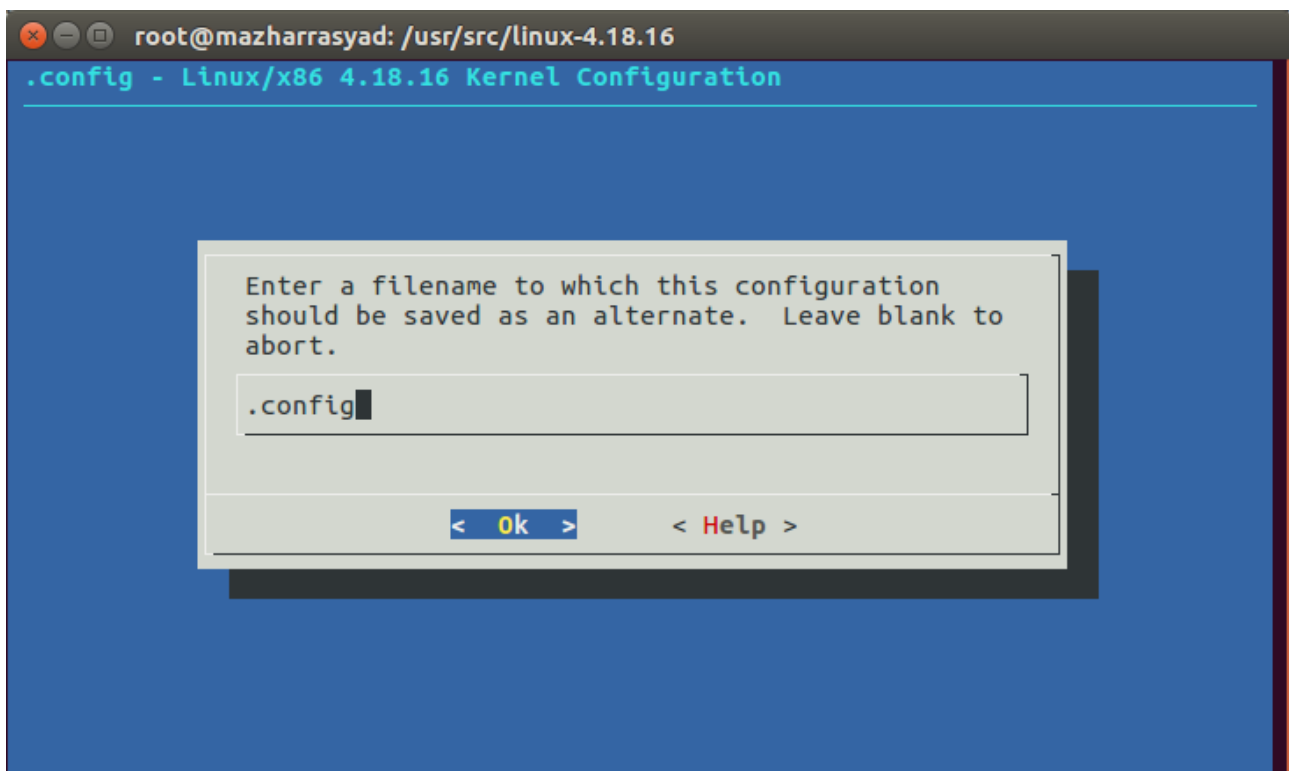 root@mazharrasyad: /usr/src/linux-4.18.16
.config - Linux/x86 4.18.16 Kernel Configuration
Enter a filename to which this configuration
should be saved as an alternate.  Leave blank to
abort.
.config
<  Ok  > < Help >